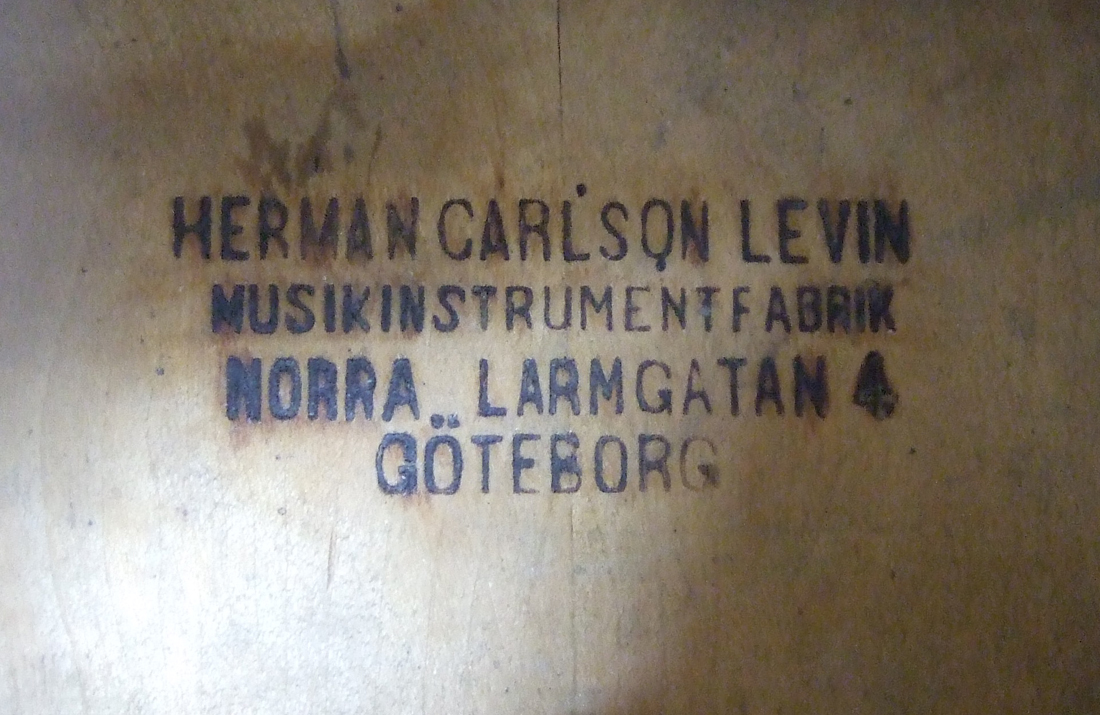 HERMAN CARLSON LEVIN
MUSIKINSTRUMENTFABRIK
NORRA LARMGATAN 4
GÖTEBORG